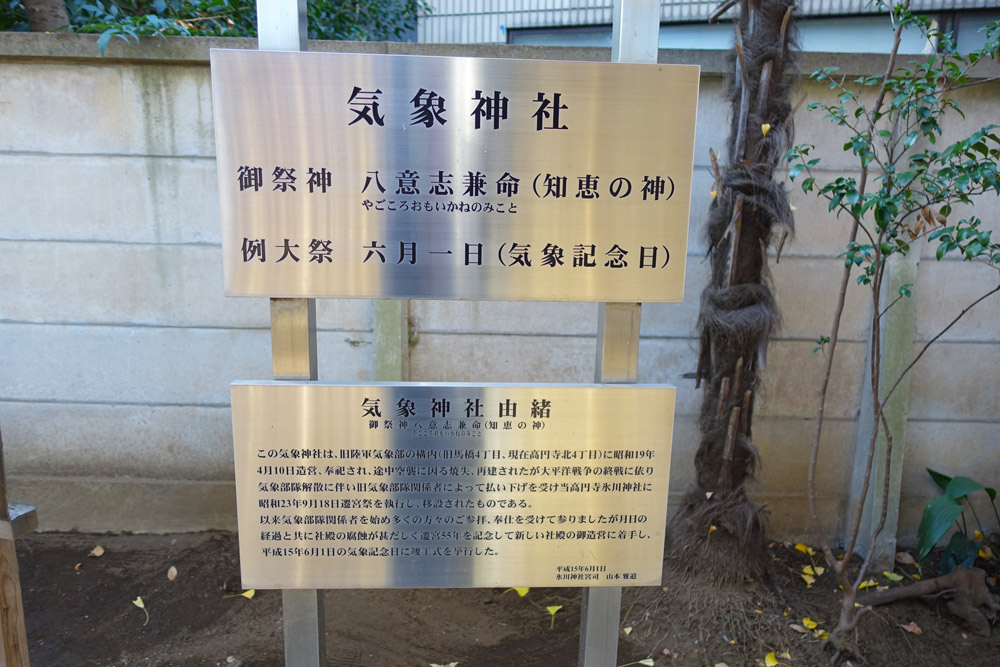 気象神社
御祭神 八意志兼命(知恵の神)
やごころおもいかねのみこと
例大祭 六月一日(気象記念日)
気象神社由緒
御祭神八意志兼命(知恵の神)
やごころおもいかねのみこと
この気象神社は、旧陸軍気象部の構内(旧馬橋4丁目、現在高円寺北4丁目)に昭和19年
4月10日造営、奉祀され、途中空襲に因る焼失、再建されたが太平洋戦争の終戦に依り
気象部隊解散に伴い旧気象部隊関係者によって払い下げを受け当高円寺氷川神社に
昭和23年9月18日遷宮祭を執行し、移設されたものである。
以来気象部隊関係者を始め多くの方々のご参拝、奉仕を受けて参りましたが月日の
経過と共に社殿の腐蝕が甚だしく遷宮55年を記念して新しい社殿の御造営に着手し、
平成15年6月1日の気象記念日に竣工式を挙行した。
平成15年6月1日
氷川神社宮司 山本 雅道